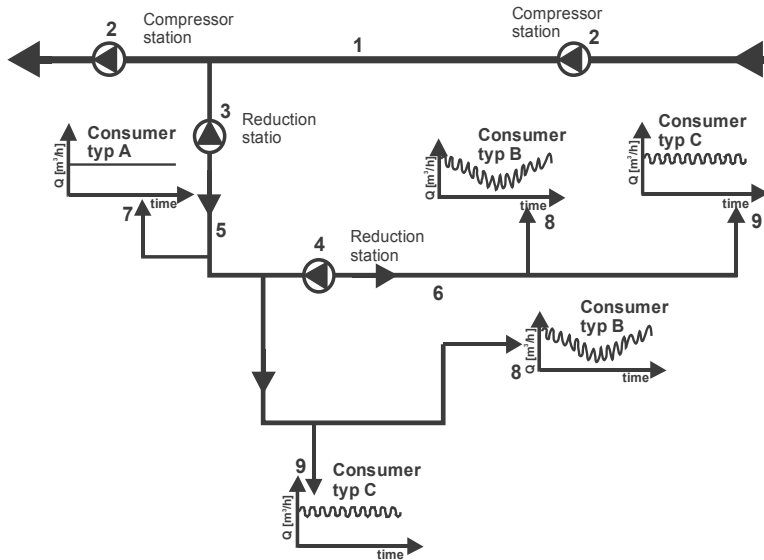 2
Compressor
station
1
Compressor
station
2
3
Reduction
statio
Consumer
typ A
Q [m³/h]
time
7
5
Consumer
typ B
Q [m³/h]
time
8
Consumer
typ C
Q [m³/h]
time
9
4
Reduction
station
6
Consumer
typ B
Q [m³/h]
time
8
9
Consumer
typ C
Q [m³/h]
time